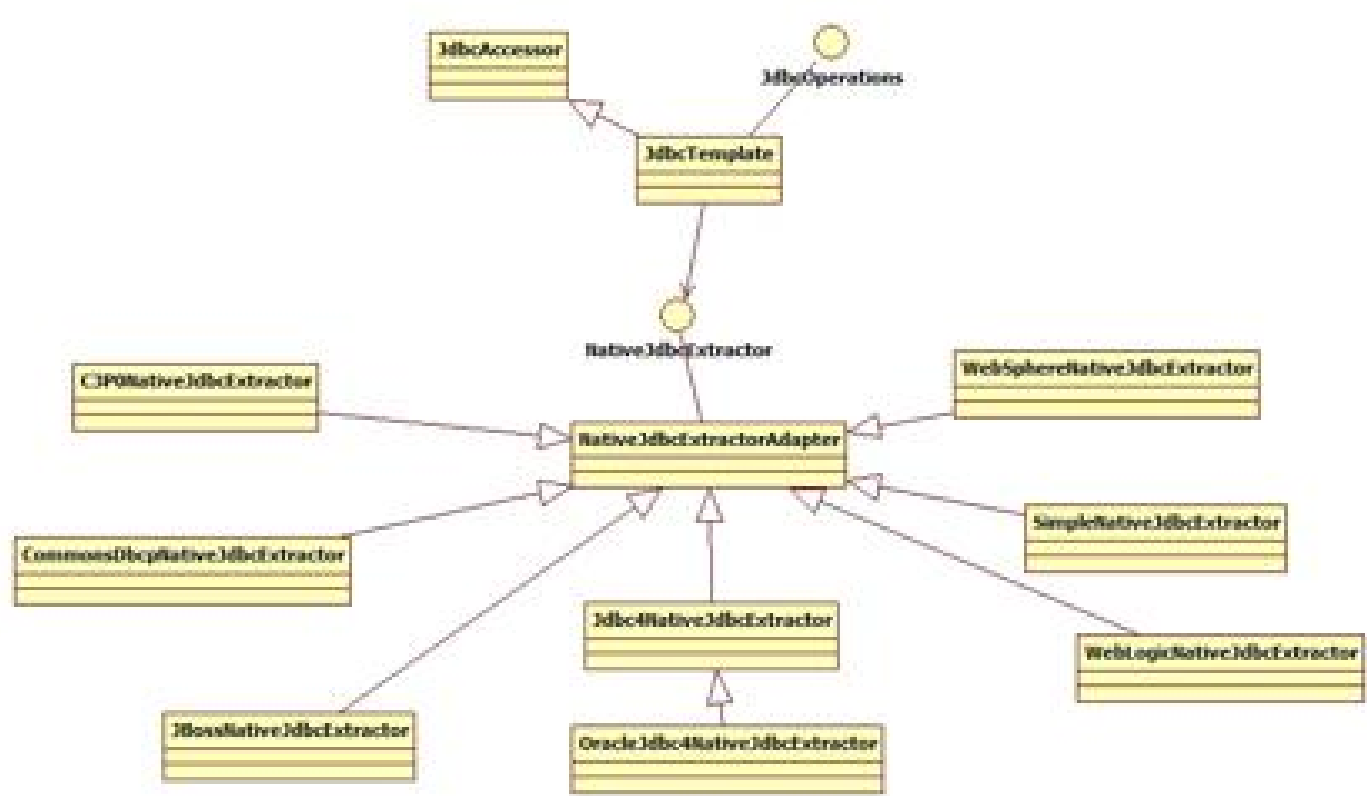 JdbcAccessor
JdbcOperations
JdbcTemplate
NativeJdbcExtractor
C3P0NativeJdbcExtractor
WebSphereNativeJdbcExtractor
NativeJdbcExtractorAdapter
SimpleNativeJdbcExtractor
CommonsDbcpNativeJdbcExtractor
Jdbc4NativeJdbcExtractor
WebLogicNativeJdbcExtractor
JBossNativeJdbcExtractor
OracleJdbc4NativeJdbcExtractor